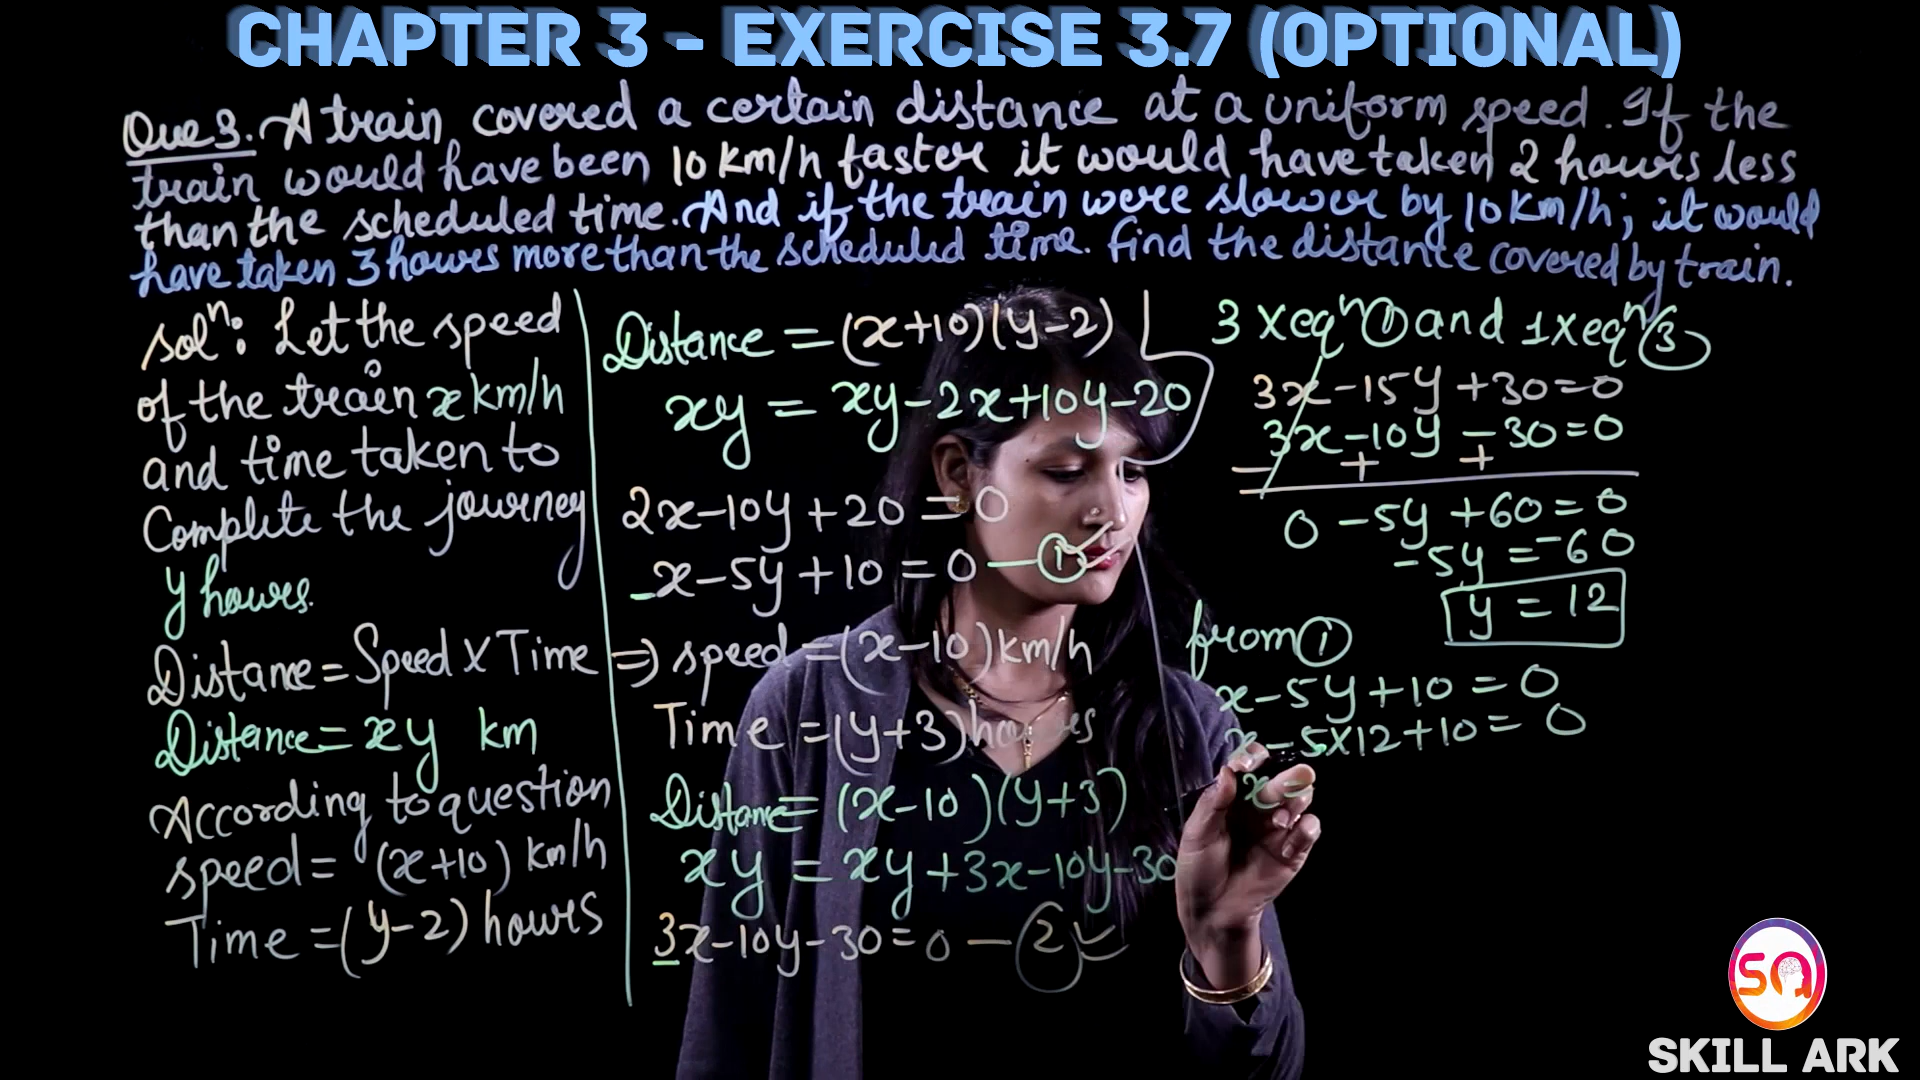 CHAPTER 3 - EXERCISE 3.7 (OPTIONAL)
Que 3. A train covered a certain distance at a uniform speed. If the
train would have been 10 km/h faster it would have taken 2 hours less
than the scheduled time. And if the train were slower by 10 km/h; it would
have taken 3 hours more than the scheduled time. find the distance covered by train.
solⁿ: Let the speed
of the train x km/h
and time taken to
Complete the journey
y hours.
Distance = Speed X Time
Distance = xy km
According to question
speed = (x+10) km/h
Time = (y-2) hours
Distance = (x+10)(y-2)
xy = xy-2x+10y-20
2x-10y+20 = 0
x-5y+10 = 0 — ①
⇒ speed = (x-10) km/h
Time = (y+3) hours
Distance = (x-10)(y+3)
xy = xy+3x-10y-30
3x-10y-30 = 0 — ②
3 X eqⁿ ① and 1 X eqⁿ ③
3x-15y+30=0
3x-10y-30=0
- + +
0 -5y +60 = 0
-5y = -60
y = 12
from ①
x-5y+10 = 0
x-5X12+10 = 0
x =
SA
SKILL ARK